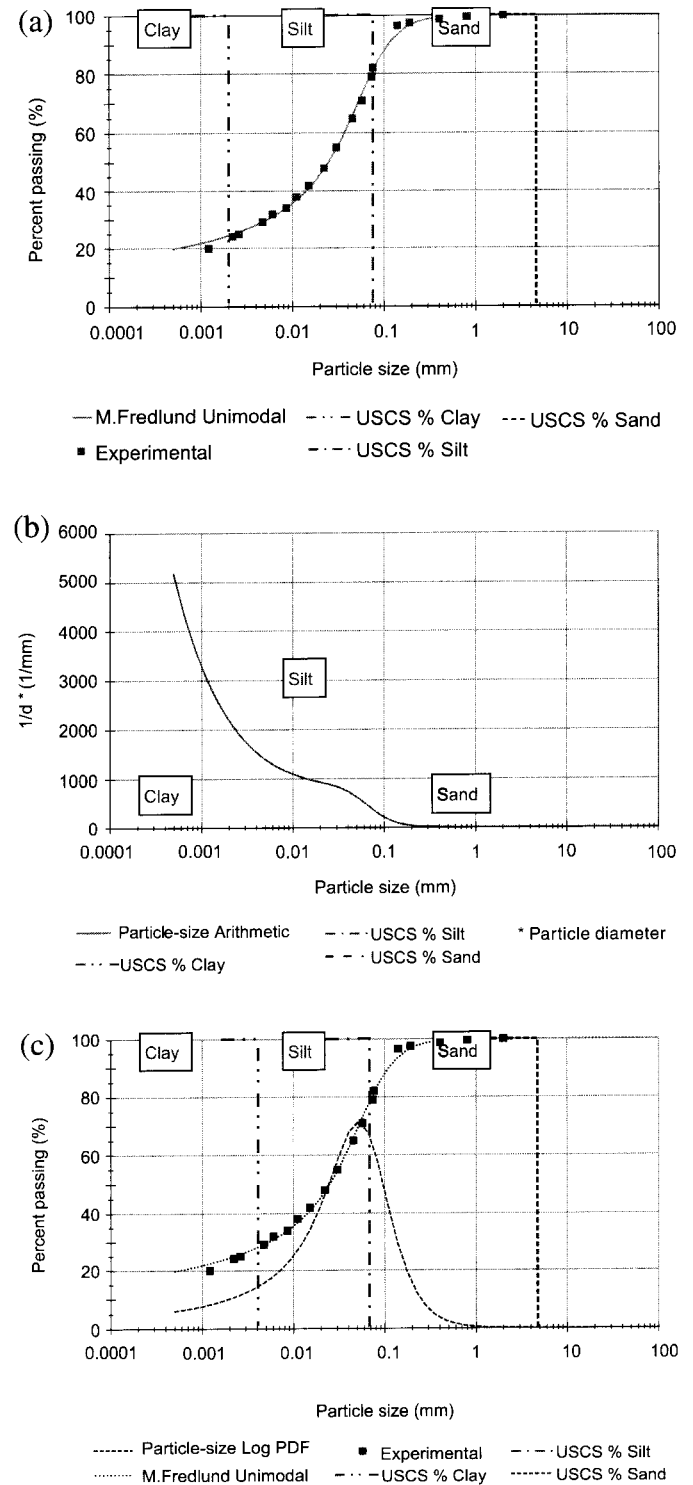 (a)
100
80
60
40
20
0
Percent passing (%)
Clay
Silt
Sand
0.0001 0.001 0.01 0.1 1 10 100
Particle size (mm)
M.Fredlund Unimodal USCS % Clay USCS % Sand
Experimental USCS % Silt
(b)
6000
5000
4000
3000
2000
1000
0
1/d * (1/mm)
Silt
Clay
Sand
0.0001 0.001 0.01 0.1 1 10 100
Particle size (mm)
Particle-size Arithmetic USCS % Silt * Particle diameter
USCS % Clay USCS % Sand
(c)
100
80
60
40
20
0
Percent passing (%)
Clay
Silt
Sand
0.0001 0.001 0.01 0.1 1 10 100
Particle size (mm)
Particle-size Log PDF Experimental USCS % Silt
M.Fredlund Unimodal USCS % Clay USCS % Sand